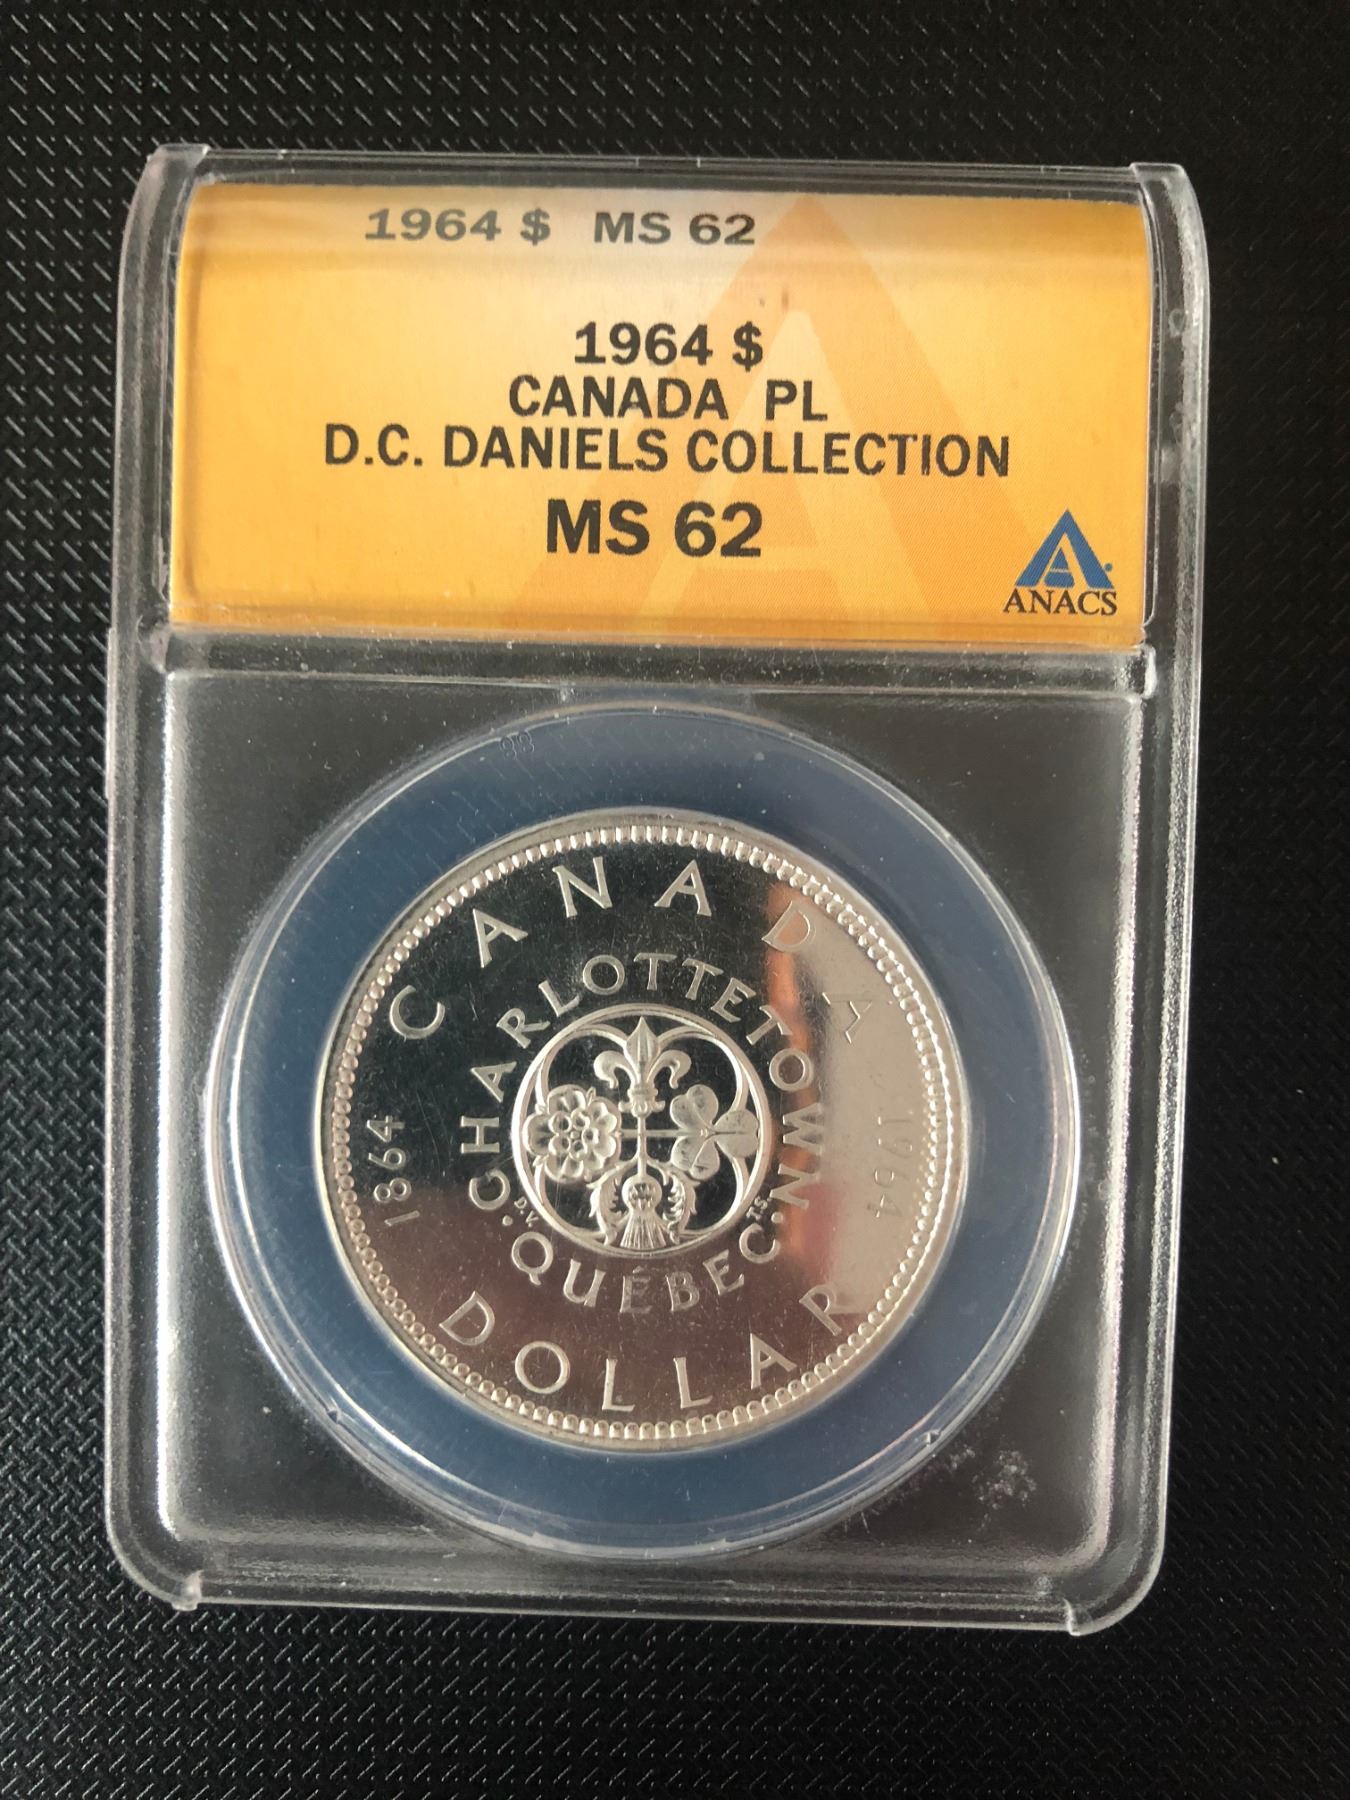 1964 $ MS 62
1964 $
CANADA PL
D.C. DANIELS COLLECTION
MS 62
ANACS
CANADA
CHARLOTTETOWN
1864
1964
D.V.
T.S.
·QUÉBEC·
DOLLAR